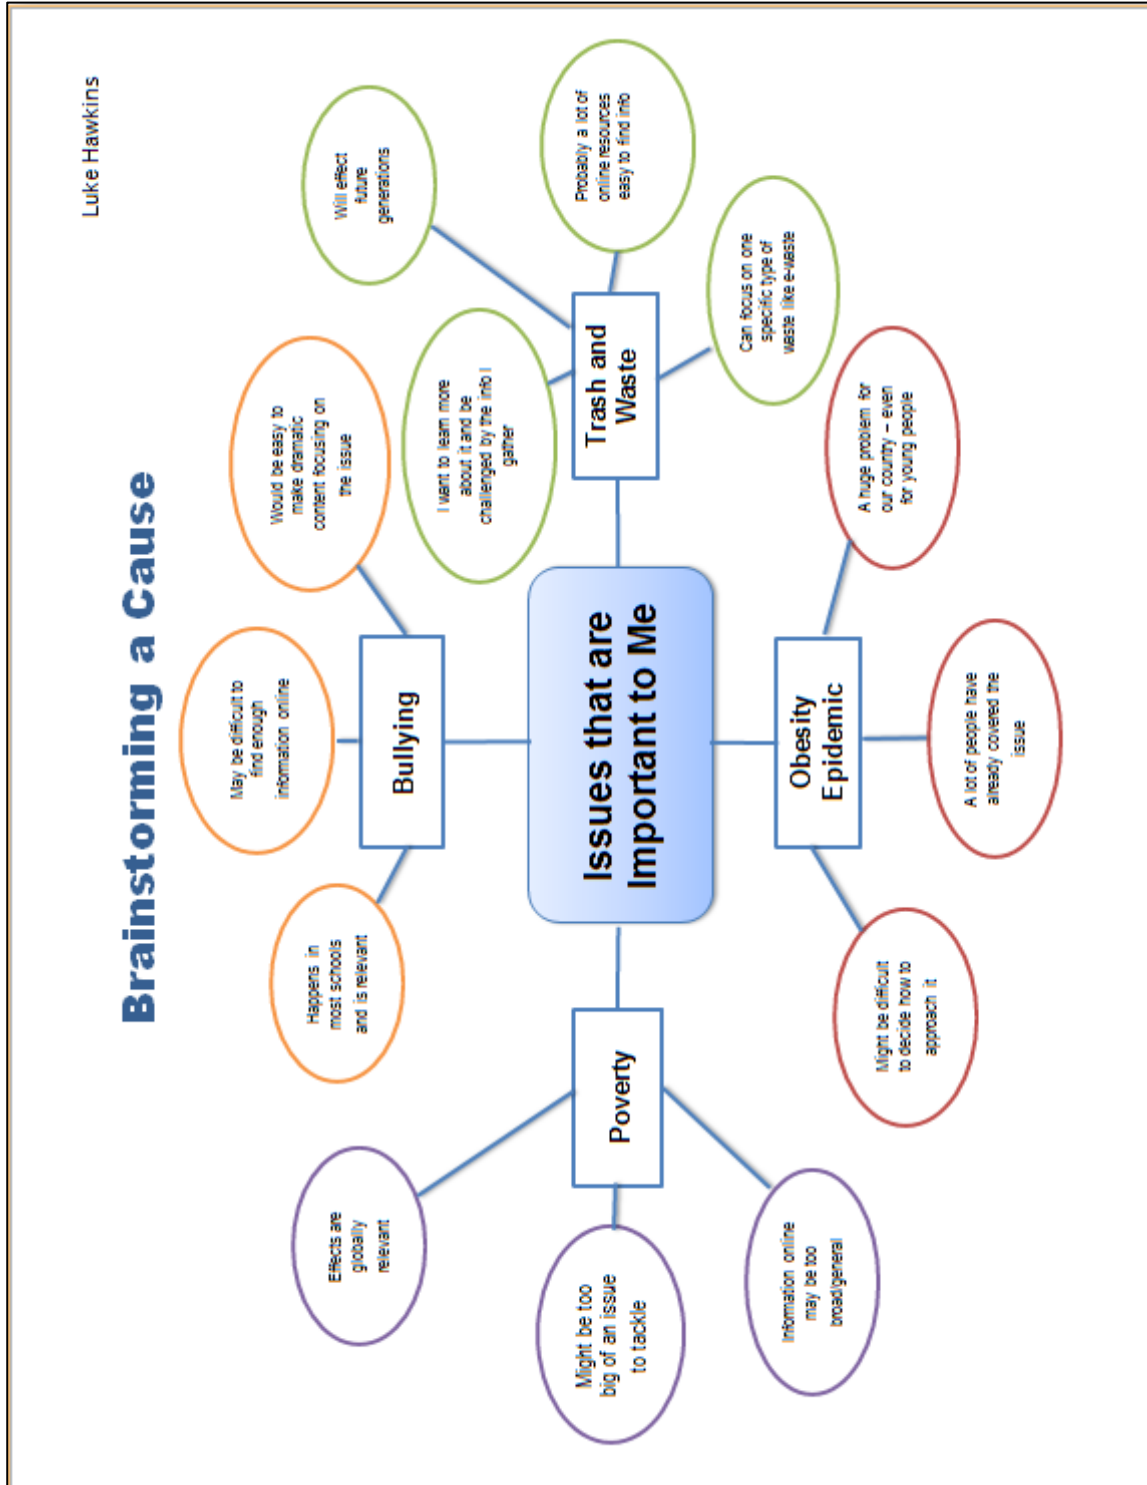 Luke Hawkins
Brainstorming a Cause
Issues that are
Important to Me
Bullying
Happens in
most schools
and is relevant
May be difficult to
find enough
information online
Would be easy to
make dramatic
content focusing on
the issue
Trash and
Waste
I want to learn more
about it and be
challenged by the info I
gather
Will effect
future
generations
Probably a lot of
online resources
easy to find info
Can focus on one
specific type of
waste like e-waste
Obesity
Epidemic
A huge problem for
our country – even
for young people
A lot of people have
already covered the
issue
Might be difficult
to decide how to
approach it
Poverty
Effects are
globally
relevant
Might be too
big of an issue
to tackle
Information online
may be too
broad/general